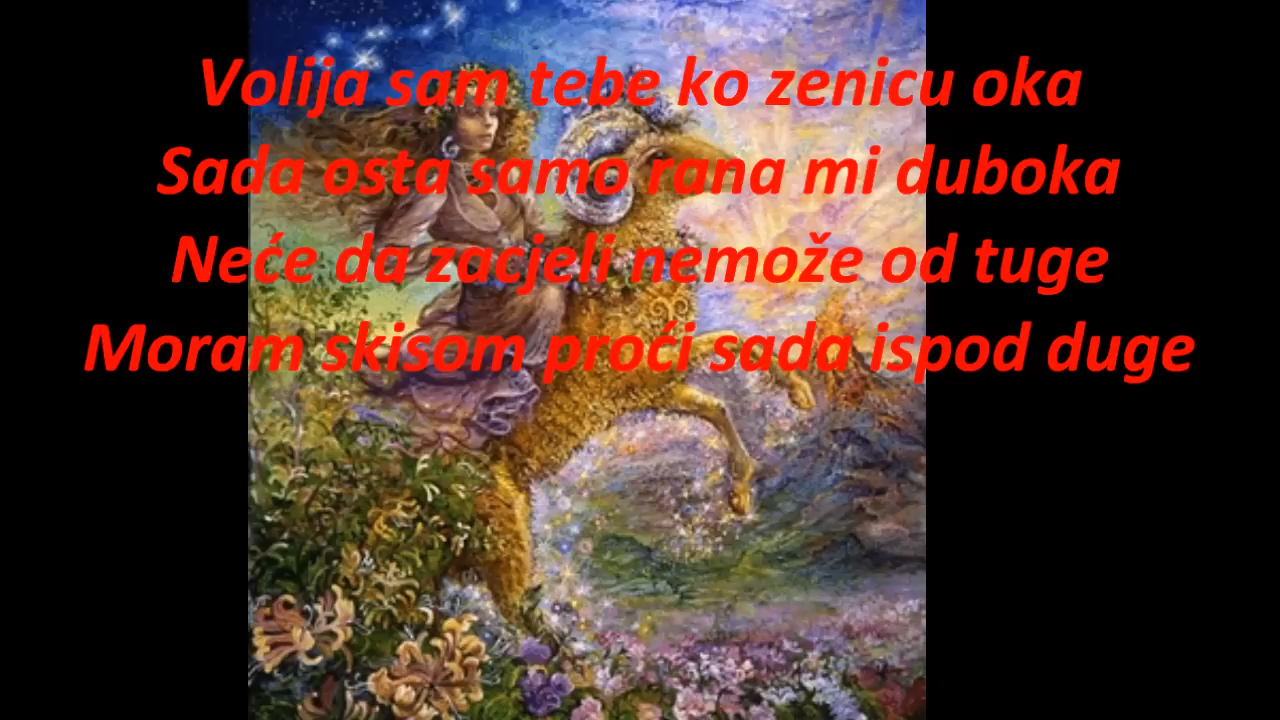 Volija sam tebe ko zenicu oka
Sada osta samo rana mi duboka
Neće da zacjeli nemože od tuge
Moram skisom proći sada ispod duge